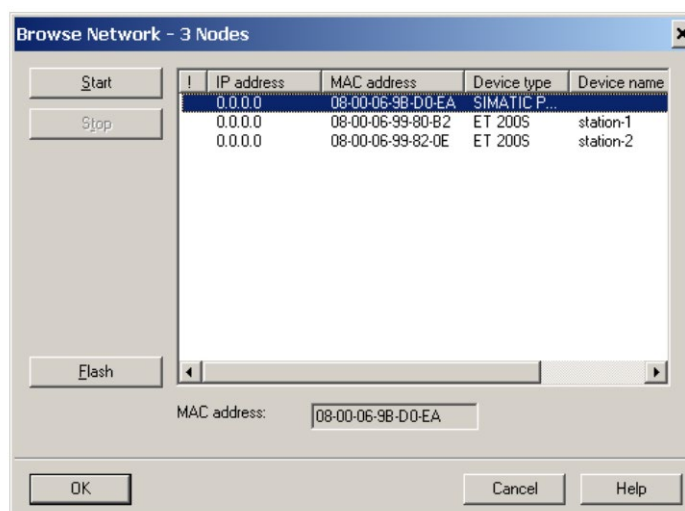 Browse Network - 3 Nodes
Start
Stop
! IP address MAC address Device type Device name
0.0.0.0 08-00-06-9B-D0-EA SIMATIC P...
0.0.0.0 08-00-06-99-80-B2 ET 200S station-1
0.0.0.0 08-00-06-99-82-0E ET 200S station-2
Flash
MAC address: 08-00-06-9B-D0-EA
OK Cancel Help